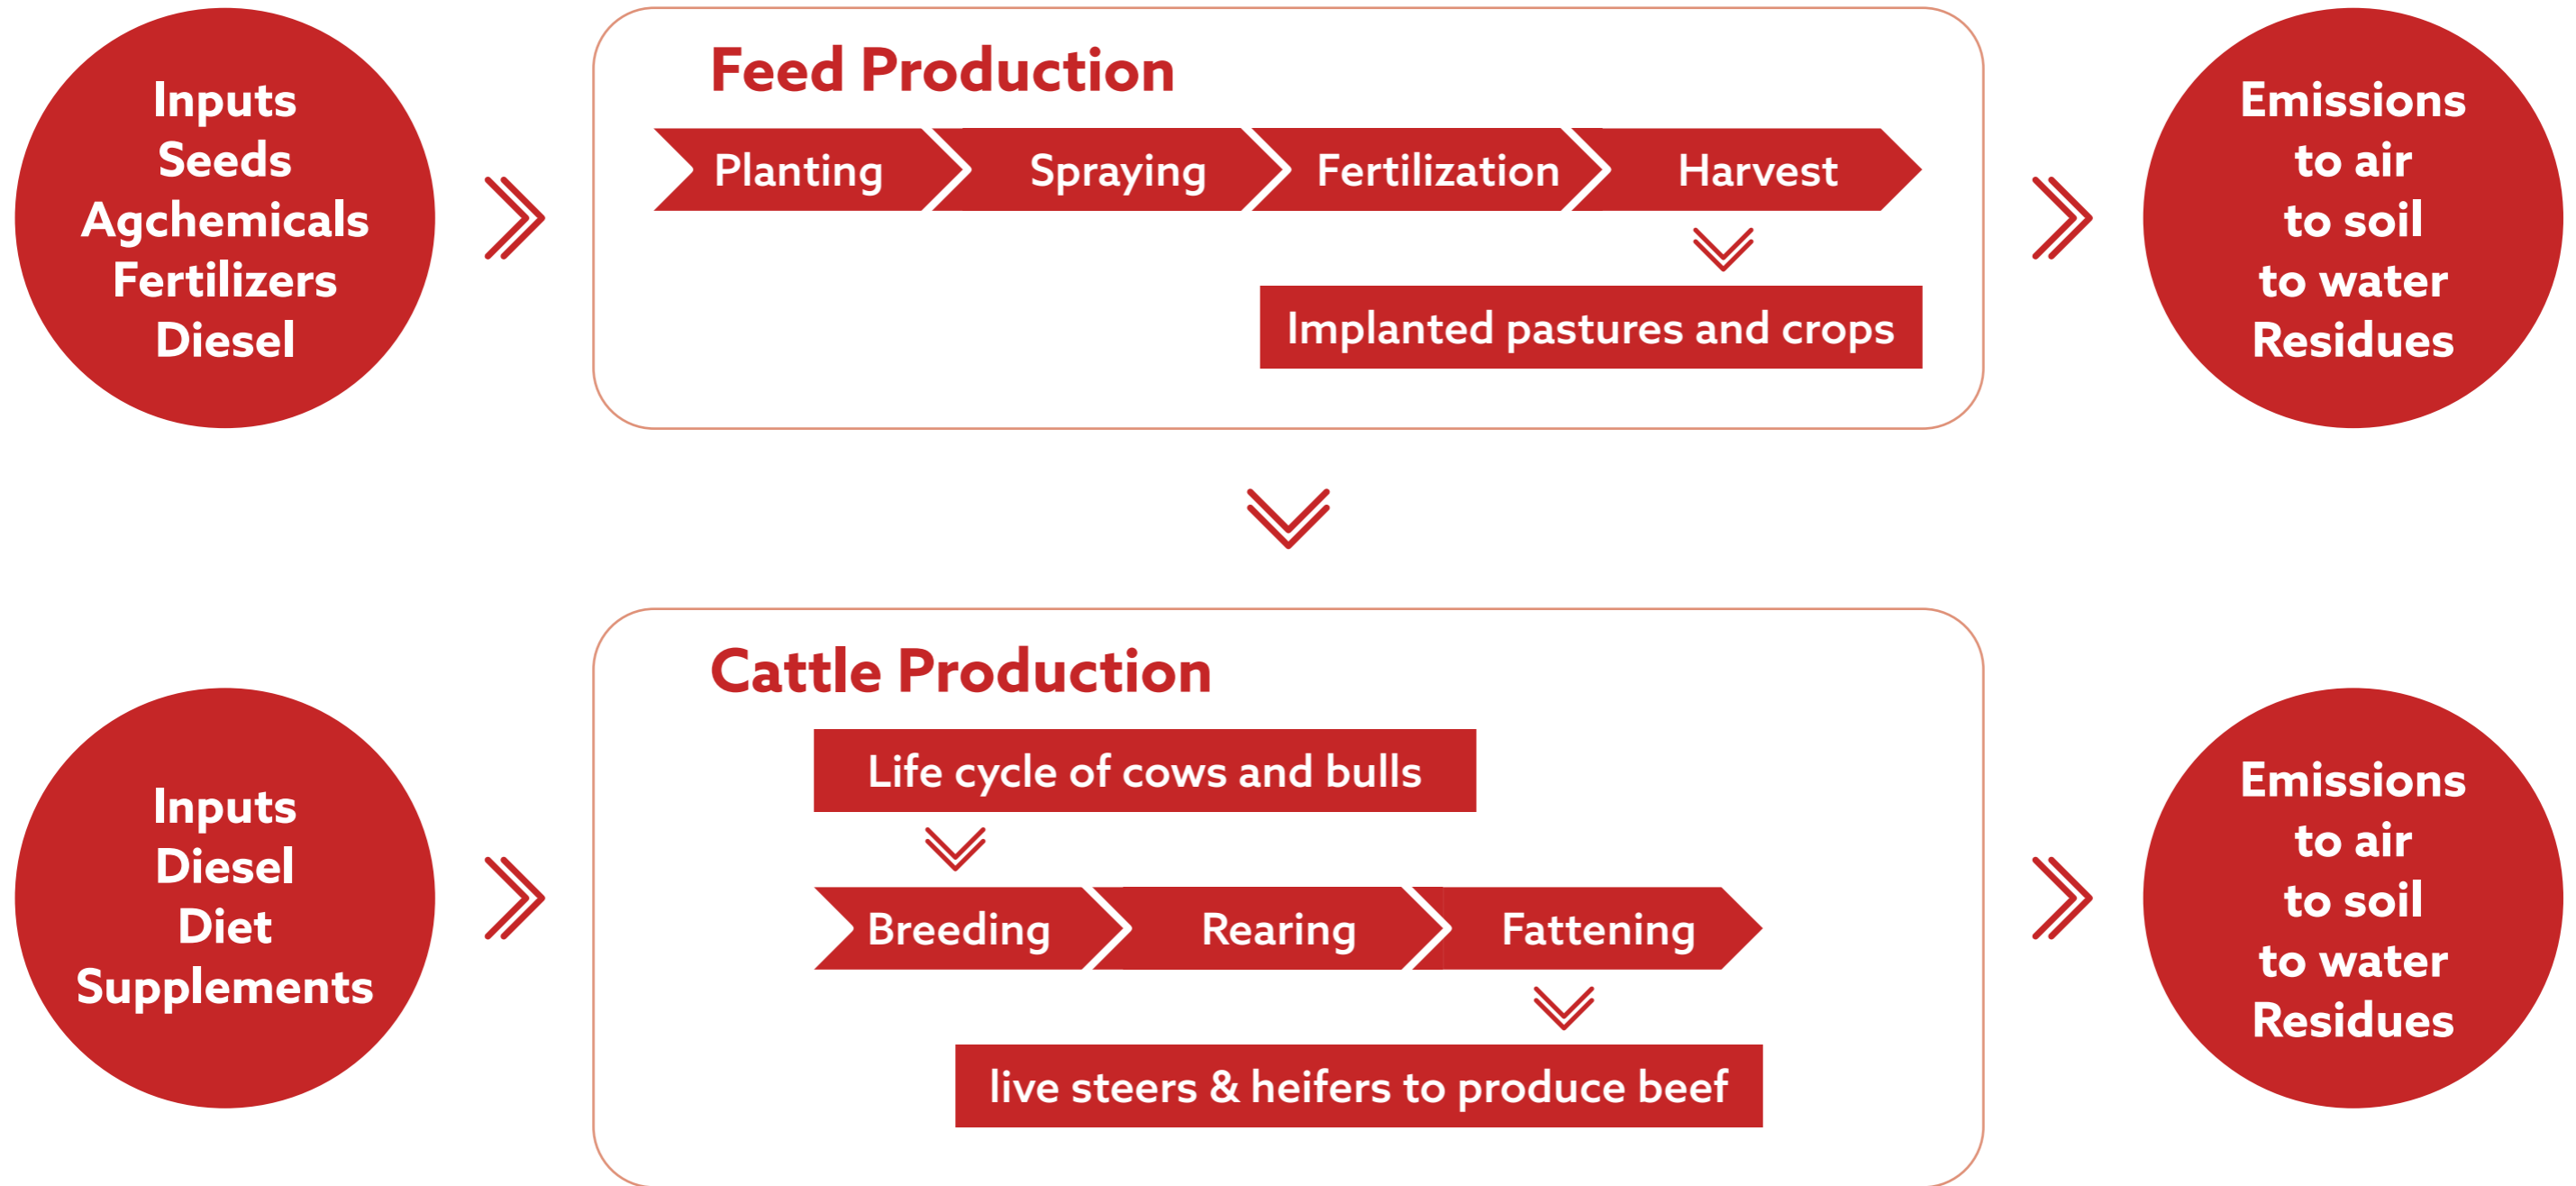 Inputs
Seeds
Agchemicals
Fertilizers
Diesel
Feed Production
Planting
Spraying
Fertilization
Harvest
Implanted pastures and crops
Emissions
to air
to soil
to water
Residues
Inputs
Diesel
Diet
Supplements
Cattle Production
Life cycle of cows and bulls
Breeding
Rearing
Fattening
live steers & heifers to produce beef
Emissions
to air
to soil
to water
Residues